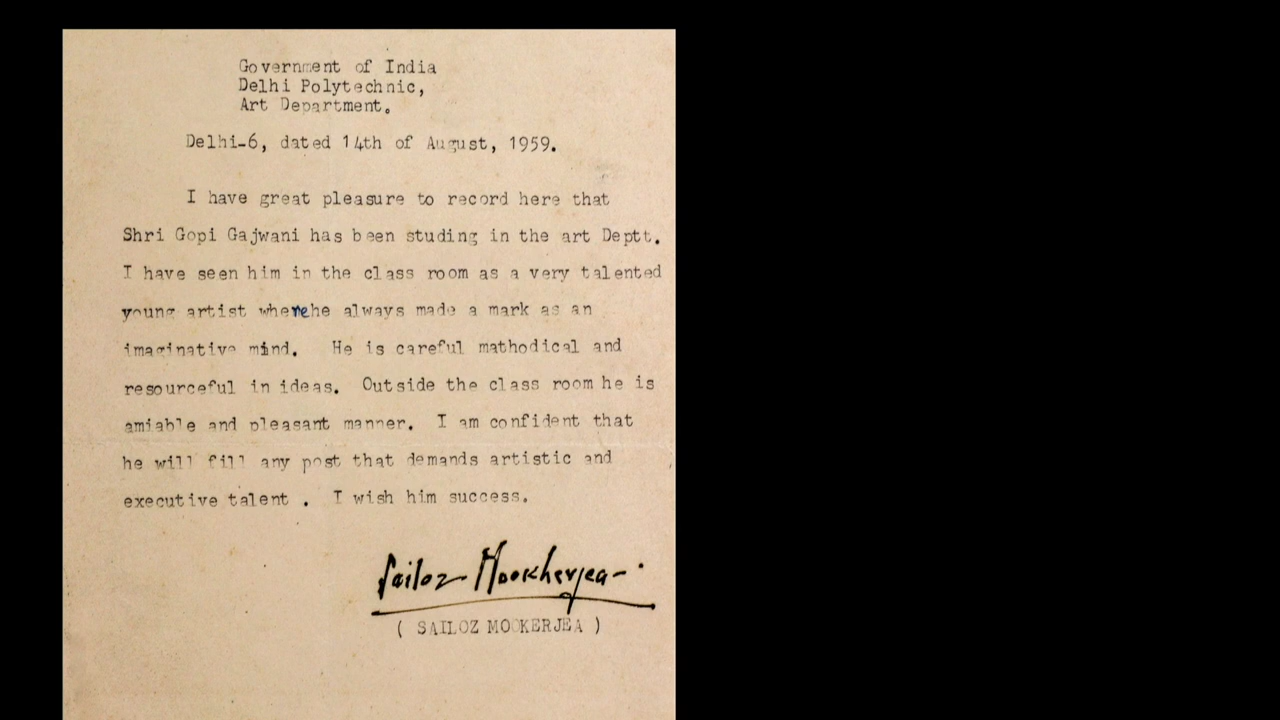 Government of India
Delhi Polytechnic,
Art Department.
Delhi-6, dated 14th of August, 1959.
I have great pleasure to record here that
Shri Gopi Gajwani has been studing in the art Deptt.
I have seen him in the class room as a very talented
young artist where he always made a mark as an
imaginative mind. He is careful mathodical and
resourceful in ideas. Outside the class room he is
amiable and pleasant manner. I am confident that
he will fill any post that demands artistic and
executive talent . I wish him success.
Sailoz Mookherjea
( SAILOZ MOOKERJEA )